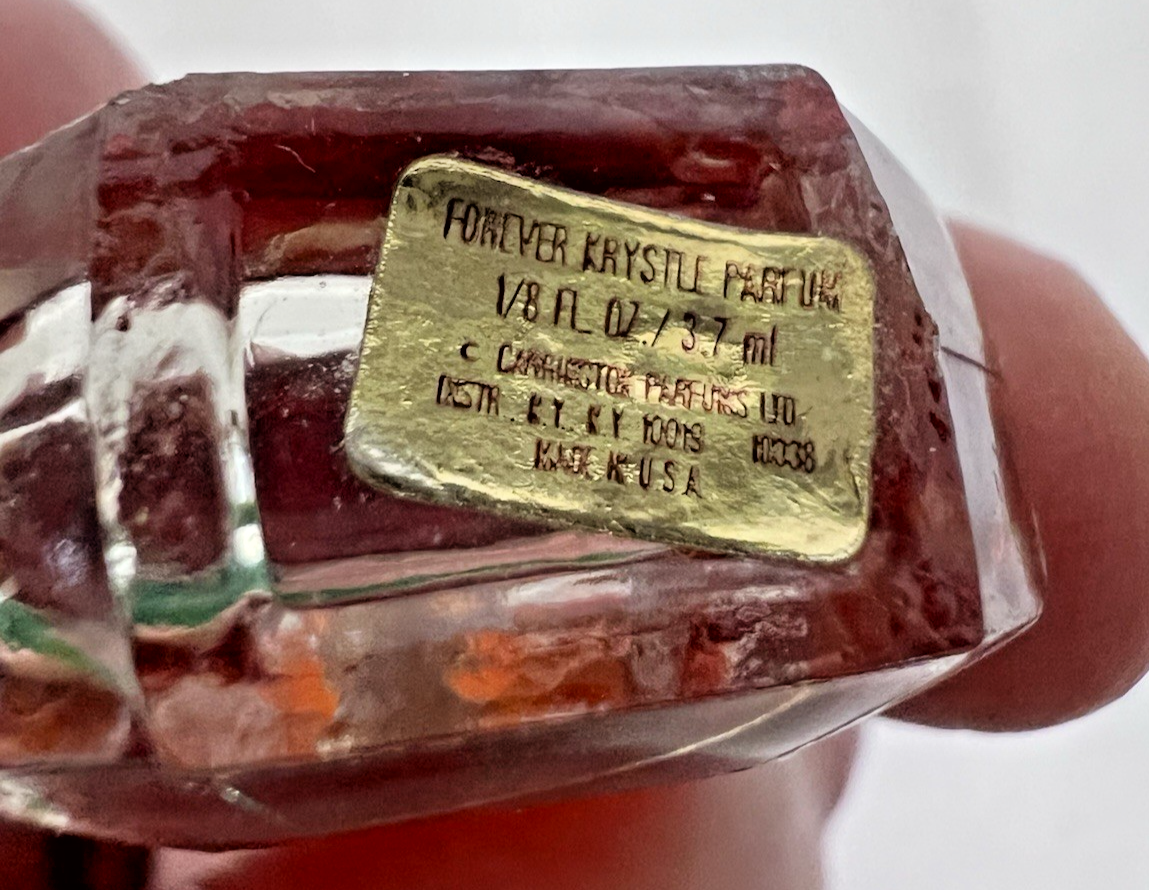 FOREVER KRYSTLE PARFUM
1/8 FL. OZ. / 3.7 ml
c CARRINGTON PARFUMS LTD.
DISTR. N.Y. N.Y 10019
MADE IN U.S.A